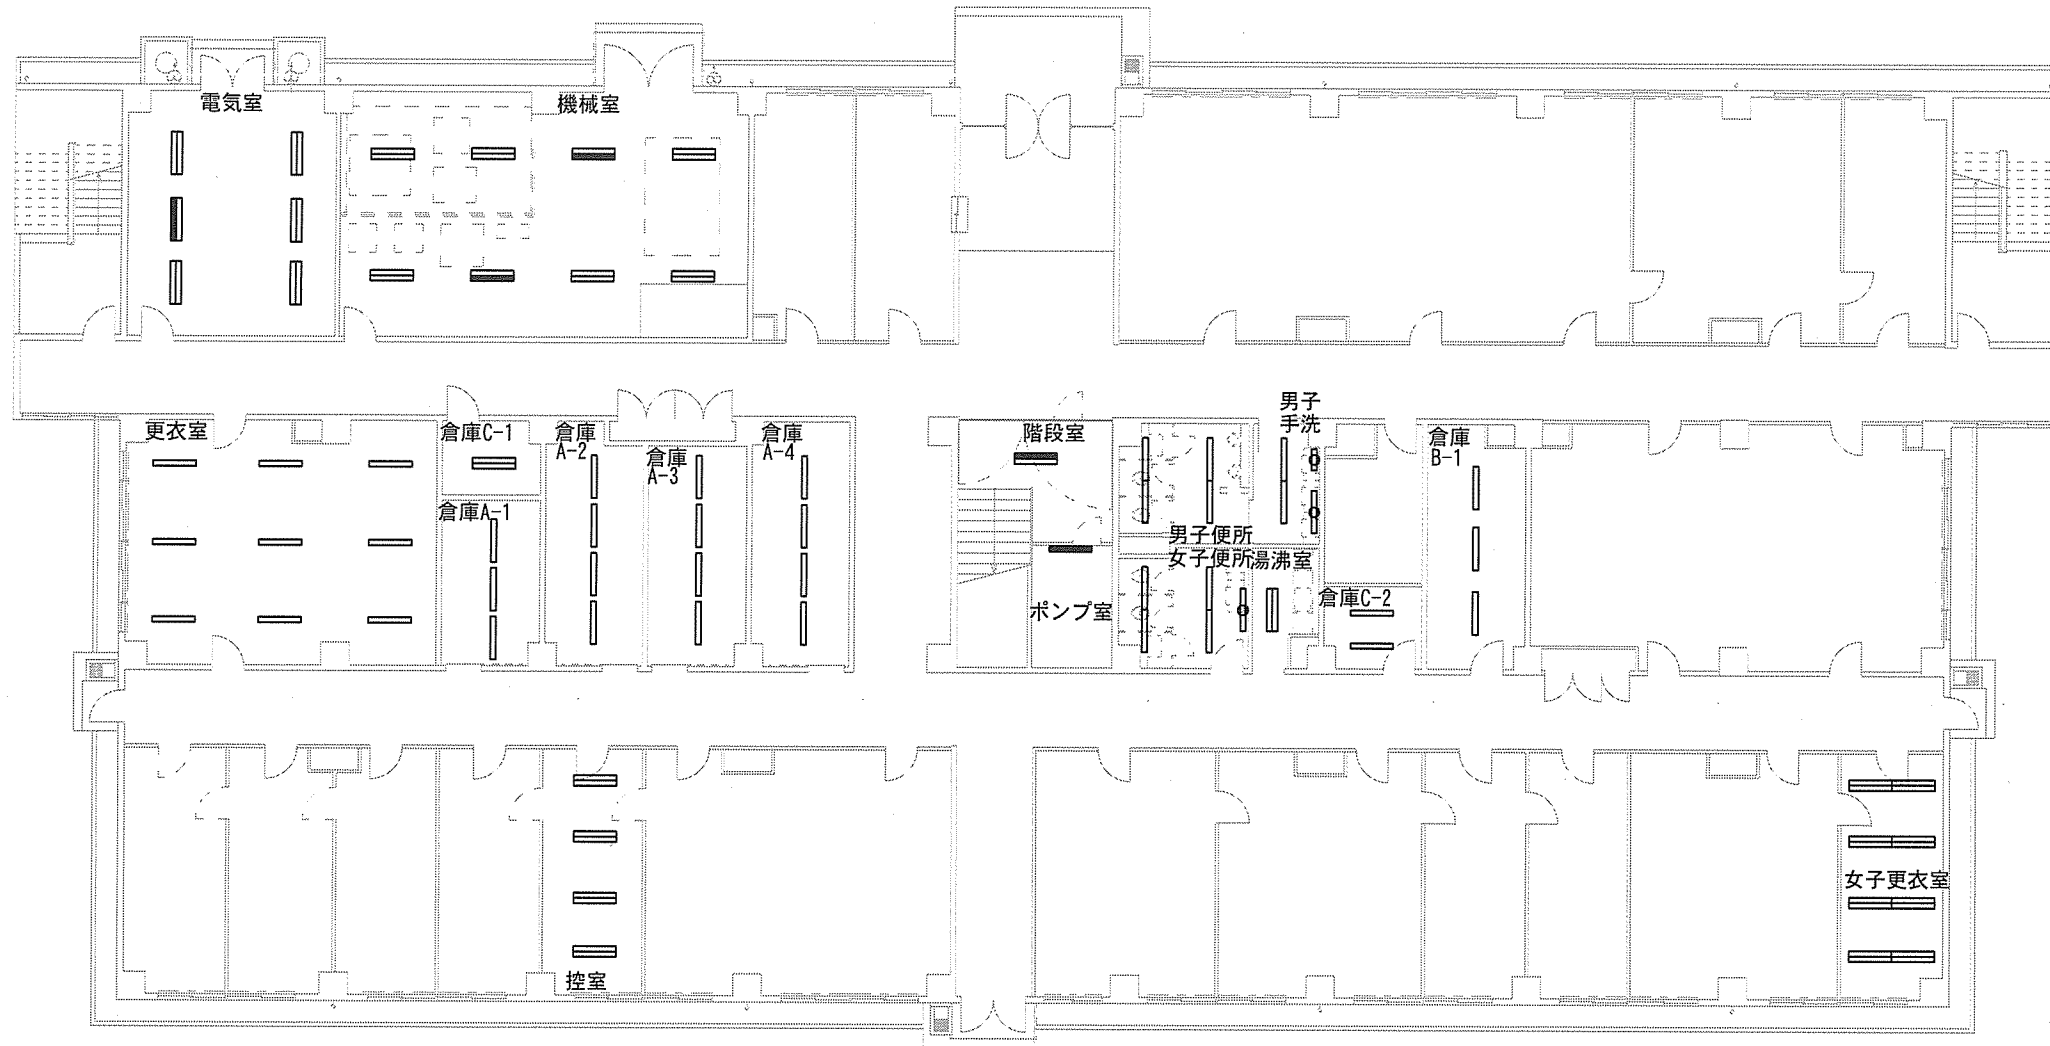 電気室
機械室
更衣室
倉庫C-1
倉庫
A-2
倉庫
A-3
倉庫
A-4
倉庫A-1
階段室
男子
手洗
倉庫
B-1
男子便所
女子便所
湯沸室
ポンプ室
倉庫C-2
控室
女子更衣室